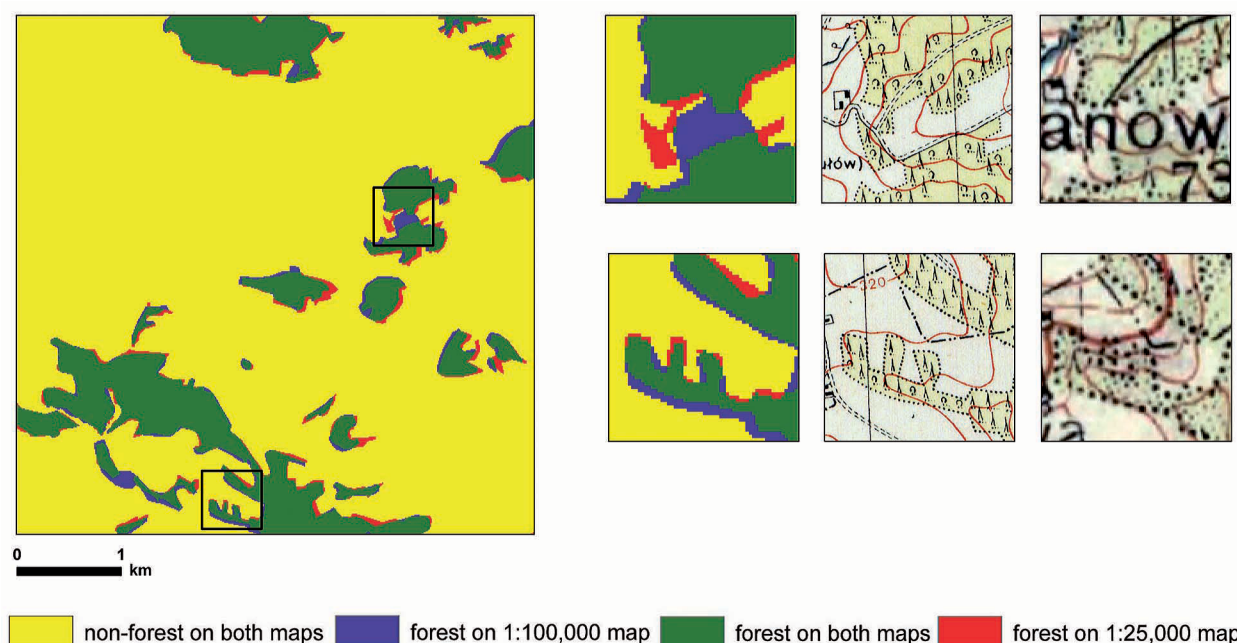 ułów)
anow
73
320
0 1
km
non-forest on both maps forest on 1:100,000 map forest on both maps forest on 1:25,000 map